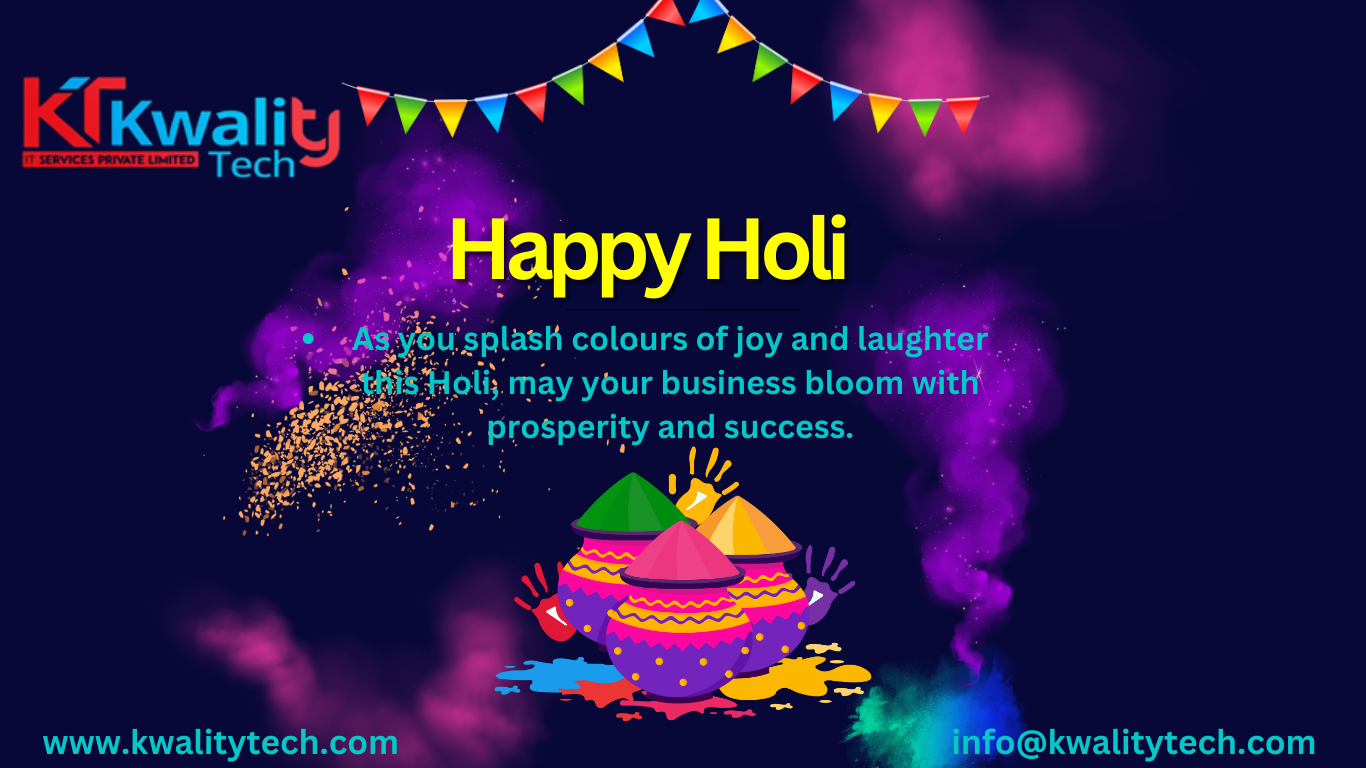 KT Kwality
IT SERVICES PRIVATE LIMITED Tech
Happy Holi
• As you splash colours of joy and laughter
this Holi, may your business bloom with
prosperity and success.
www.kwalitytech.com
info@kwalitytech.com